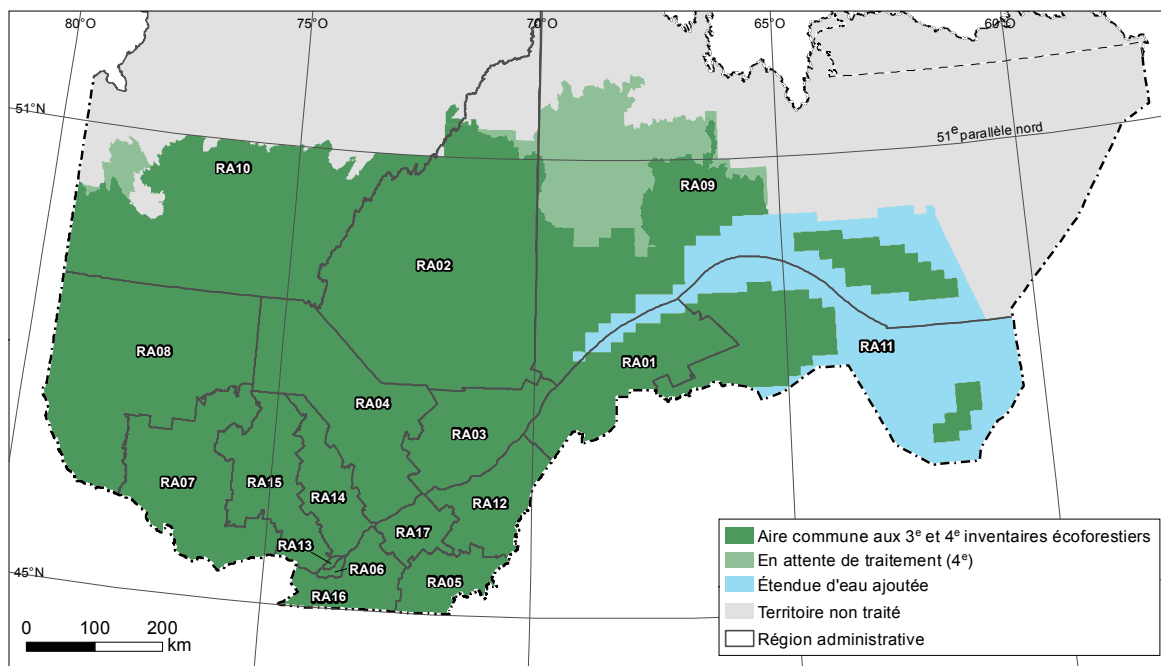 80°O
75°O
70°O
65°O
60°O
51°N
51e parallèle nord
RA10
RA09
RA02
RA08
RA01
RA11
RA04
RA03
RA07
RA15
RA14
RA12
RA17
RA13
RA06
RA05
RA16
45°N
Aire commune aux 3e et 4e inventaires écoforestiers
En attente de traitement (4e)
Étendue d'eau ajoutée
Territoire non traité
Région administrative
0 100 200
km